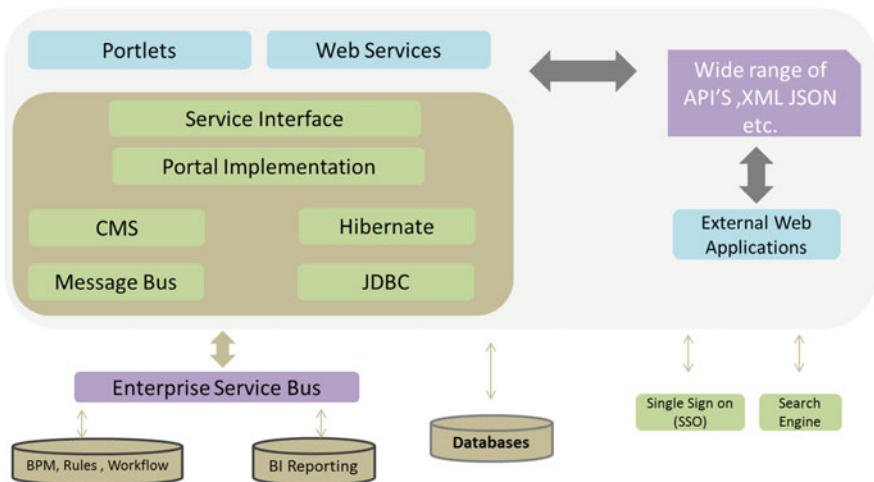 Portlets
Web Services
Wide range of
API'S ,XML JSON
etc.
Service Interface
Portal Implementation
CMS
Hibernate
External Web
Applications
Message Bus
JDBC
Enterprise Service Bus
Single Sign on
(SSO)
Search
Engine
Databases
BPM, Rules , Workflow
BI Reporting